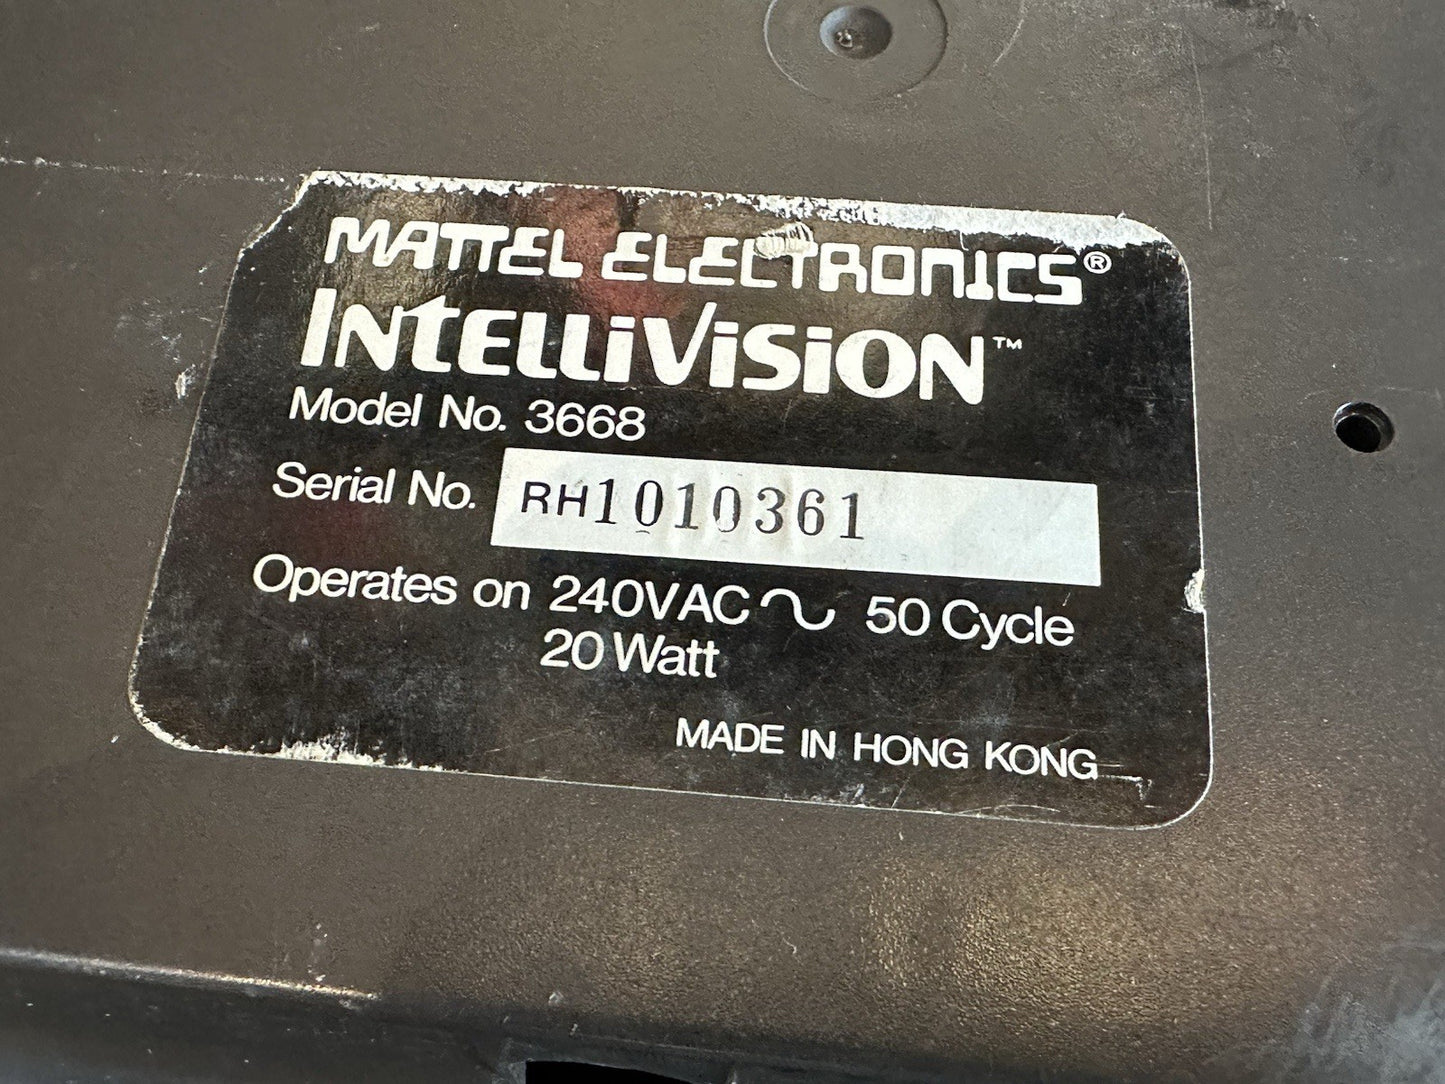 MATTEL ELECTRONICS®
INTELLIVISION™
Model No. 3668
Serial No. RH1010361
Operates on 240VAC ∿ 50 Cycle
20 Watt
MADE IN HONG KONG